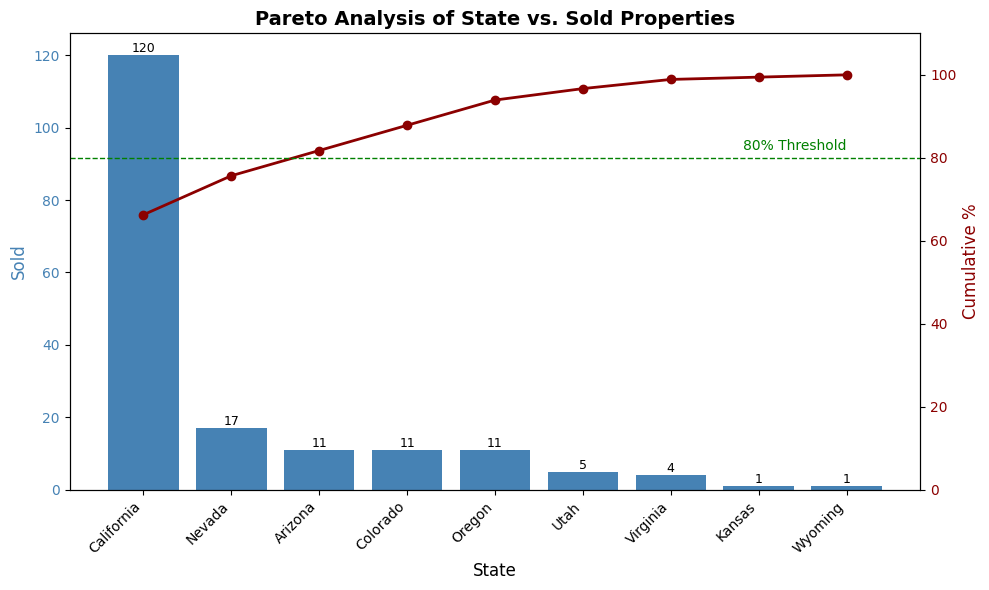 Pareto Analysis of State vs. Sold Properties
120
100
80
60
40
20
0
Sold
120
17
11
11
11
5
4
1
1
80% Threshold
100
80
60
40
20
0
Cumulative %
California
Nevada
Arizona
Colorado
Oregon
Utah
Virginia
Kansas
Wyoming
State